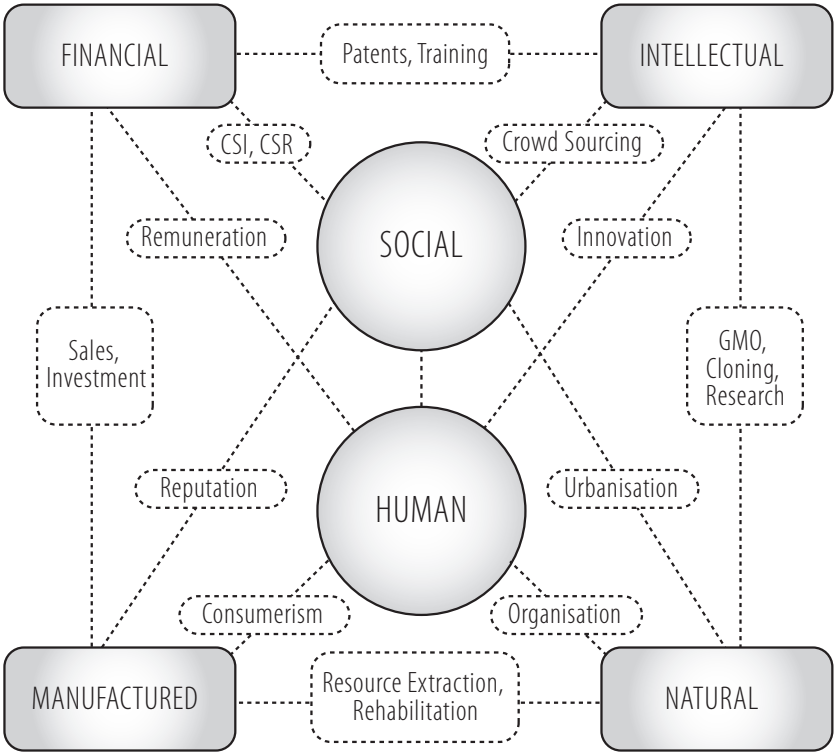 FINANCIAL
Patents, Training
INTELLECTUAL
CSI, CSR
Crowd Sourcing
Remuneration
SOCIAL
Innovation
Sales,
Investment
GMO,
Cloning,
Research
Reputation
HUMAN
Urbanisation
Consumerism
Organisation
MANUFACTURED
Resource Extraction,
Rehabilitation
NATURAL